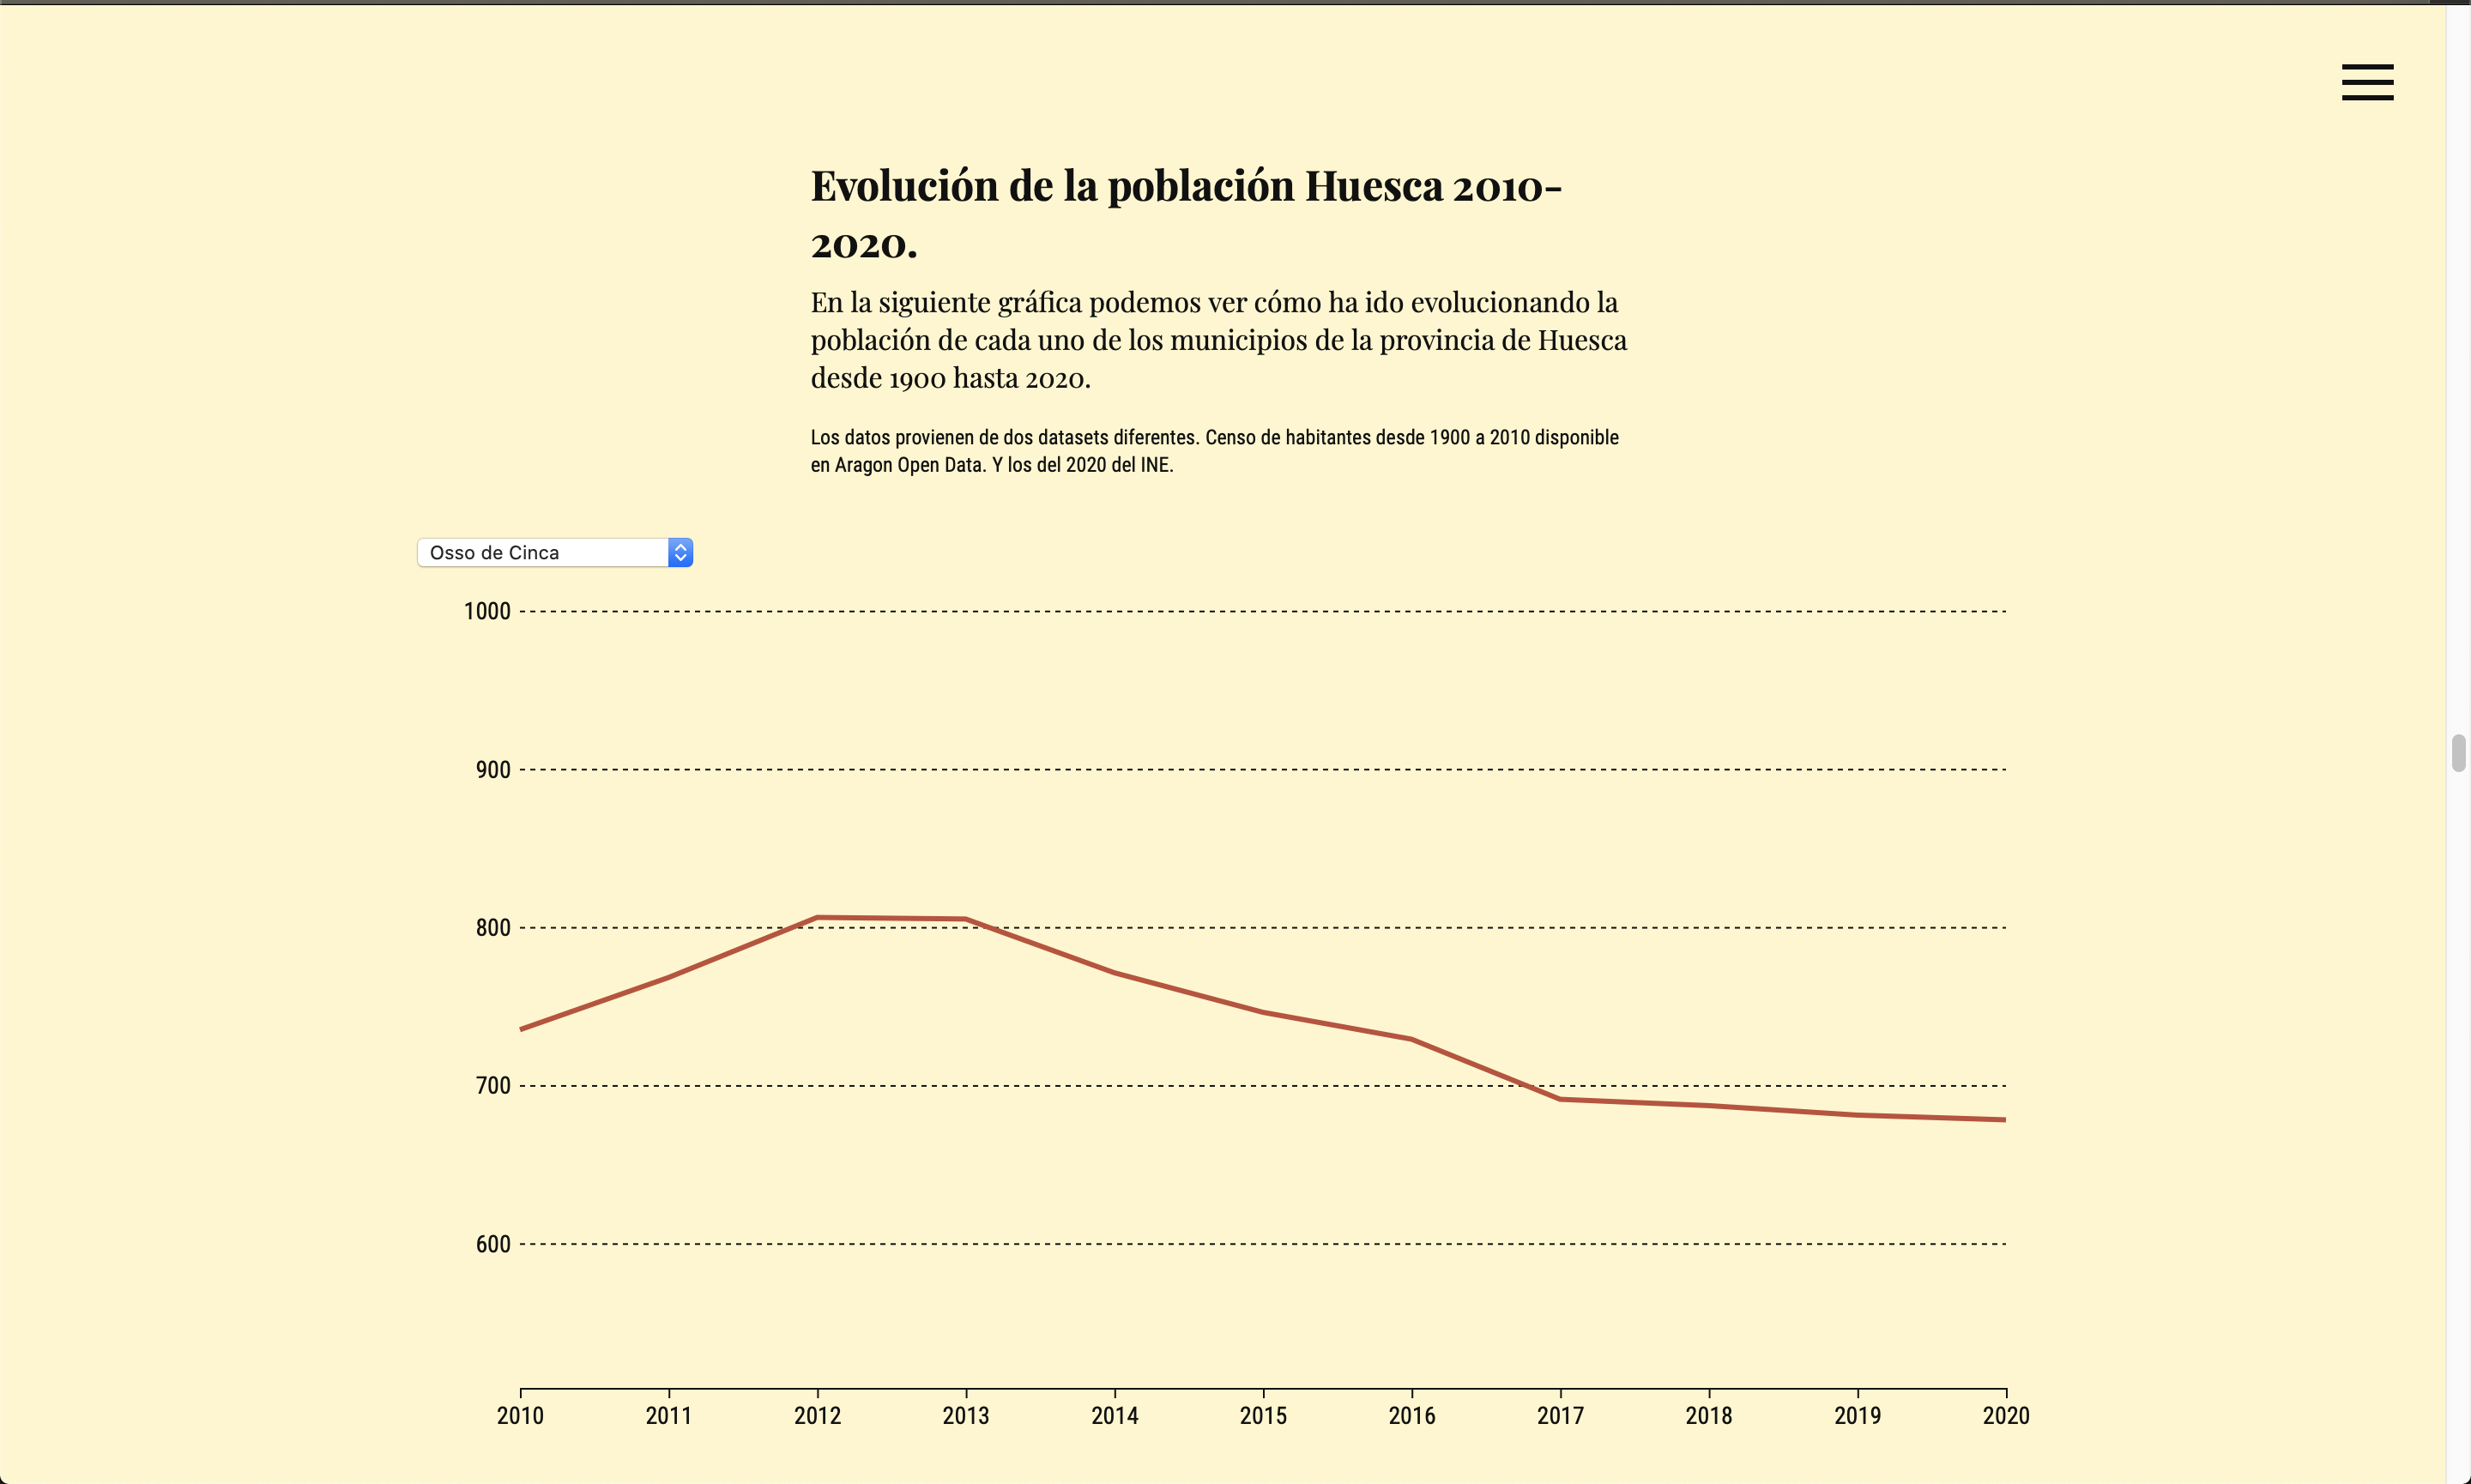 Evolución de la población Huesca 2010-
2020.
En la siguiente gráfica podemos ver cómo ha ido evolucionando la
población de cada uno de los municipios de la provincia de Huesca
desde 1900 hasta 2020.
Los datos provienen de dos datasets diferentes. Censo de habitantes desde 1900 a 2010 disponible
en Aragon Open Data. Y los del 2020 del INE.
Osso de Cinca
1000
900
800
700
600
2010 2011 2012 2013 2014 2015 2016 2017 2018 2019 2020